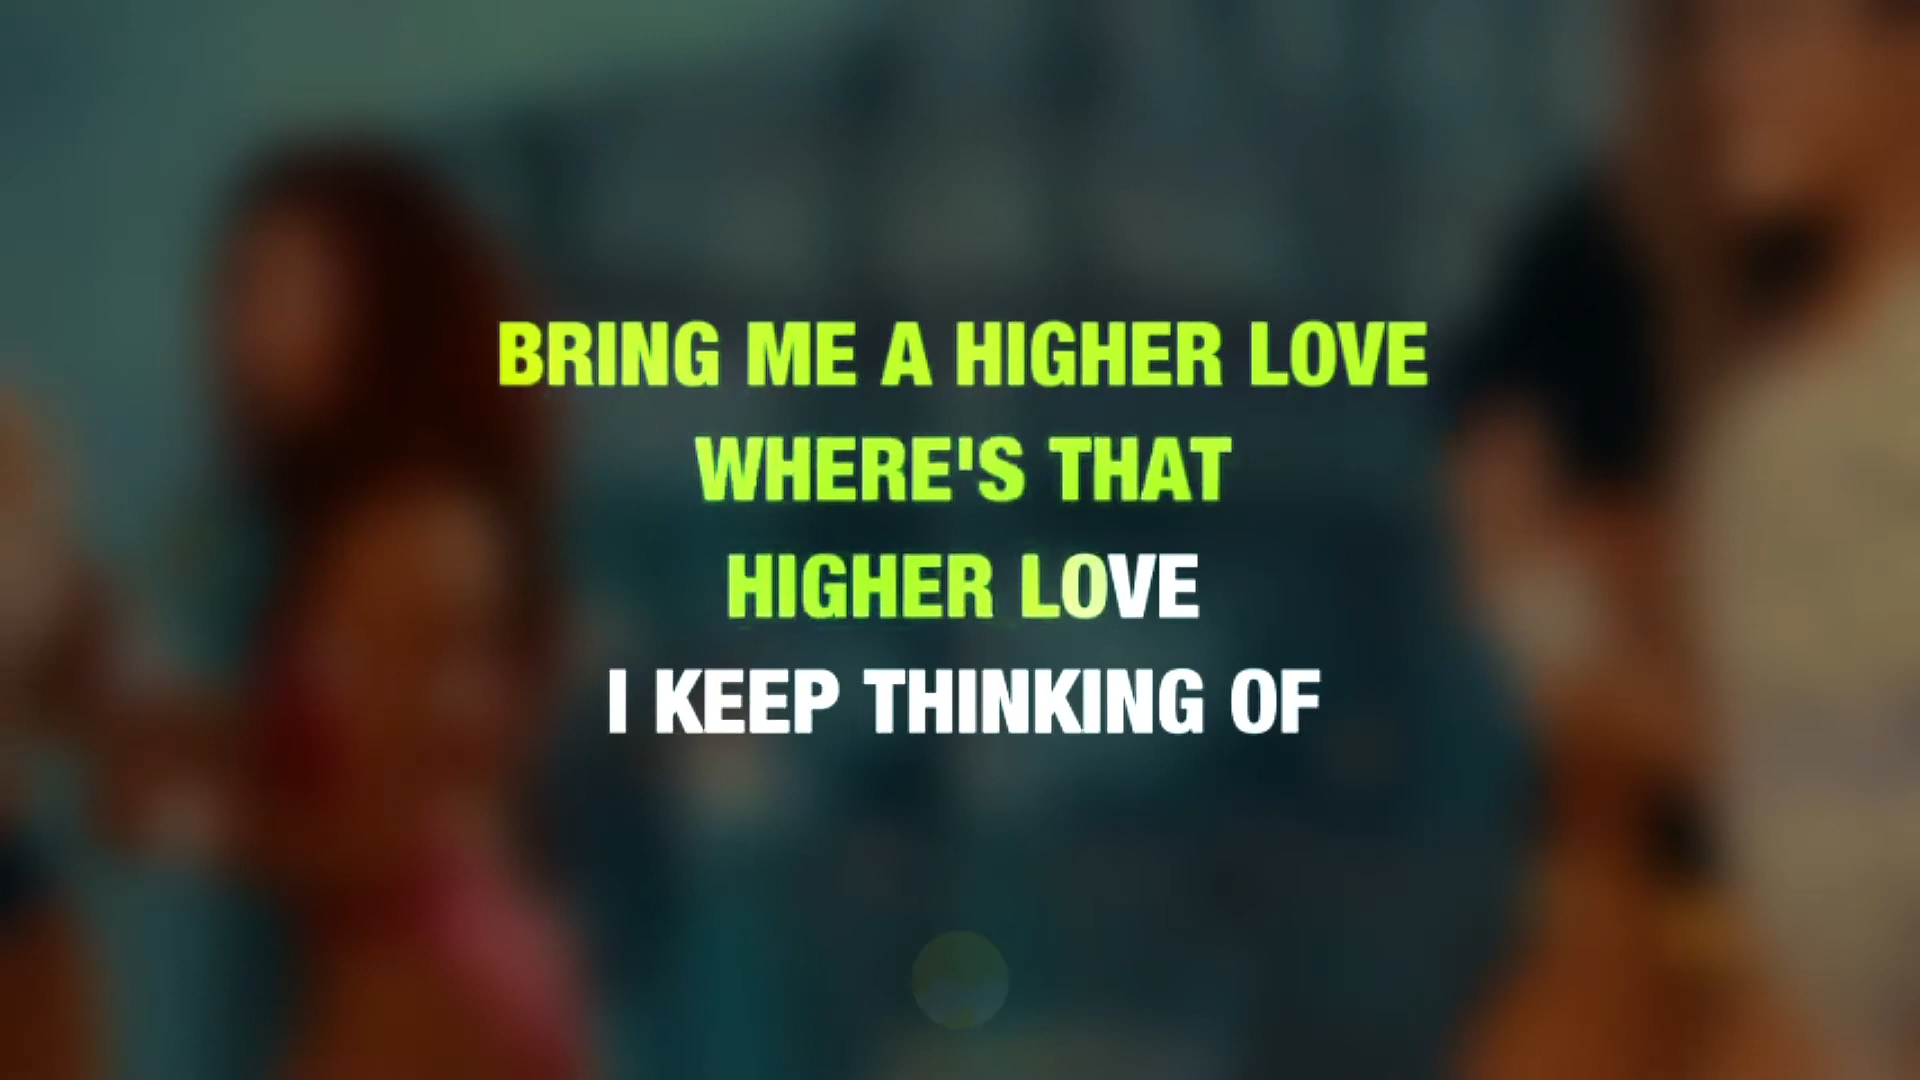 BRING ME A HIGHER LOVE
WHERE'S THAT
HIGHER LOVE
I KEEP THINKING OF